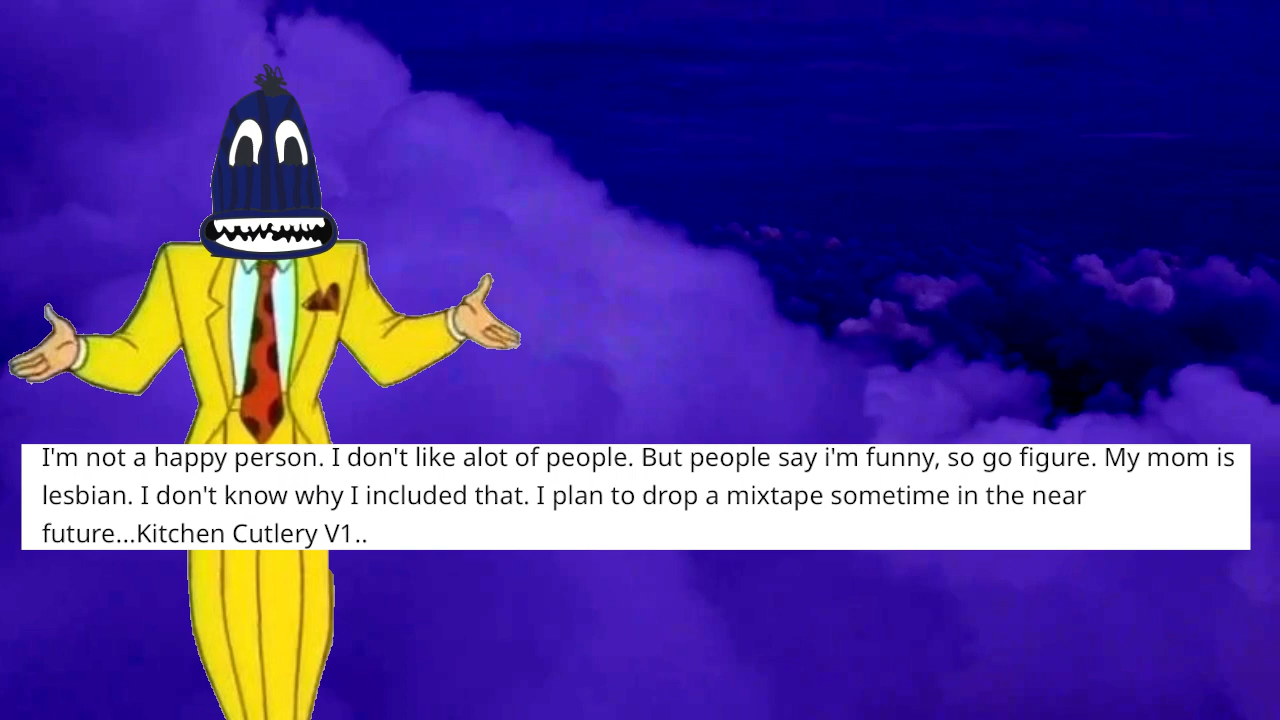 I'm not a happy person. I don't like alot of people. But people say i'm funny, so go figure. My mom is
lesbian. I don't know why I included that. I plan to drop a mixtape sometime in the near
future...Kitchen Cutlery V1..